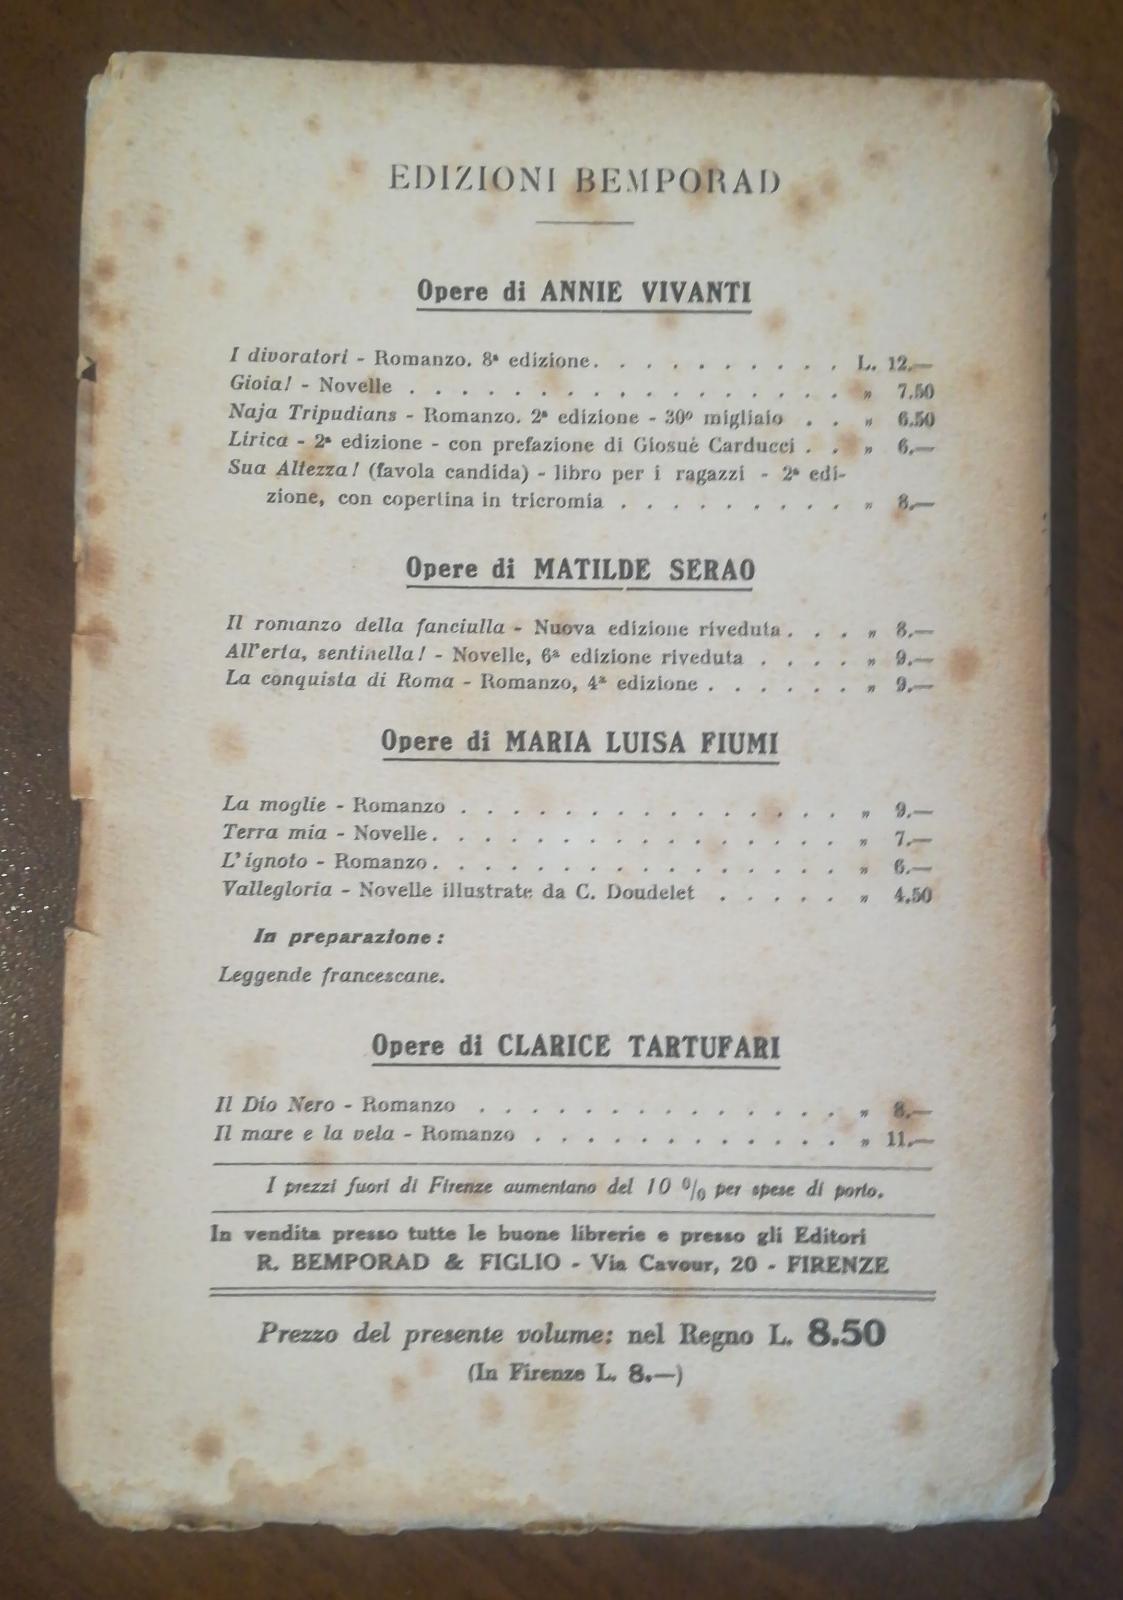 EDIZIONI BEMPORAD
Opere di ANNIE VIVANTI
I divoratori - Romanzo. 8ª edizione. . . . . . . . . . L. 12.—
Gioia! - Novelle . . . . . . . . . . . . . . . . . „ 7.50
Naja Tripudians - Romanzo. 2ª edizione - 30º migliaio . . „ 6.50
Lirica - 2ª edizione - con prefazione di Giosuè Carducci . . „ 6.—
Sua Altezza! (favola candida) - libro per i ragazzi - 2ª edi-
zione, con copertina in tricromia . . . . . . . . . „ 8.—
Opere di MATILDE SERAO
Il romanzo della fanciulla - Nuova edizione riveduta. . . „ 8.—
All'erta, sentinella! - Novelle, 6ª edizione riveduta . . . . „ 9.—
La conquista di Roma - Romanzo, 4ª edizione . . . . . . „ 9.—
Opere di MARIA LUISA FIUMI
La moglie - Romanzo . . . . . . . . . . . . . . . „ 9.—
Terra mia - Novelle. . . . . . . . . . . . . . . . „ 7.—
L'ignoto - Romanzo. . . . . . . . . . . . . . . . „ 6.—
Vallegloria - Novelle illustrate da C. Doudelet . . . . . „ 4.50
In preparazione:
Leggende francescane.
Opere di CLARICE TARTUFARI
Il Dio Nero - Romanzo . . . . . . . . . . . . . . „ 8.—
Il mare e la vela - Romanzo . . . . . . . . . . . . „ 11.—
I prezzi fuori di Firenze aumentano del 10 % per spese di porto.
In vendita presso tutte le buone librerie e presso gli Editori
R. BEMPORAD & FIGLIO - Via Cavour, 20 - FIRENZE
Prezzo del presente volume: nel Regno L. 8.50
(In Firenze L. 8.—)